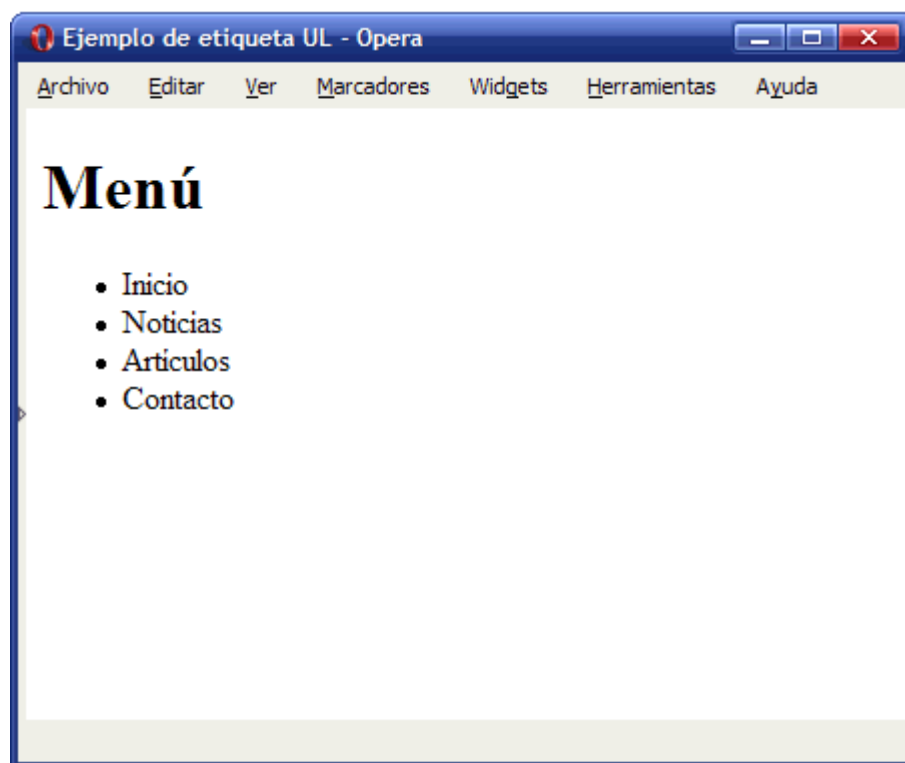 Ejemplo de etiqueta UL - Opera
Archivo Editar Ver Marcadores Widgets Herramientas Ayuda
Menú
• Inicio
• Noticias
• Artículos
• Contacto